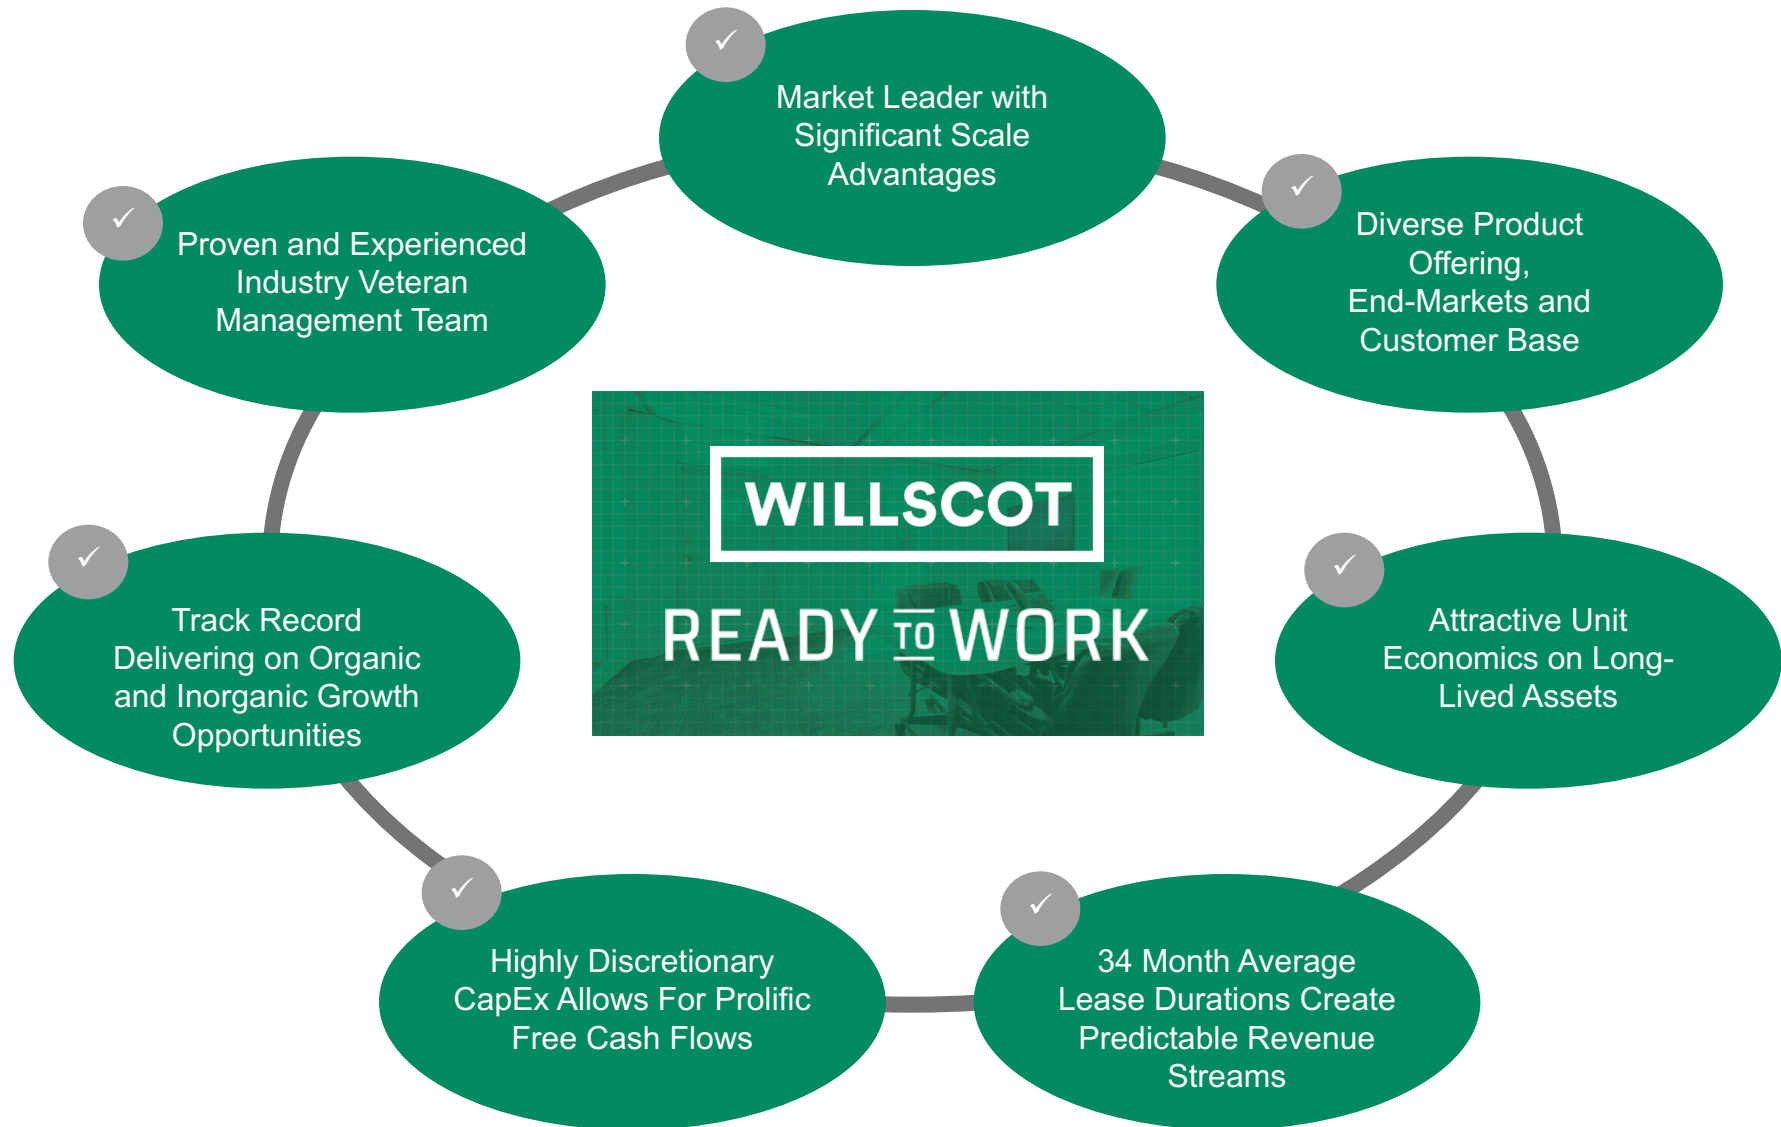 ✓
Market Leader with
Significant Scale
Advantages
✓
Diverse Product
Offering,
End-Markets and
Customer Base
✓
Attractive Unit
Economics on Long-
Lived Assets
✓
34 Month Average
Lease Durations Create
Predictable Revenue
Streams
✓
Highly Discretionary
CapEx Allows For Prolific
Free Cash Flows
✓
Track Record
Delivering on Organic
and Inorganic Growth
Opportunities
✓
Proven and Experienced
Industry Veteran
Management Team
WILLSCOT
READY TO WORK